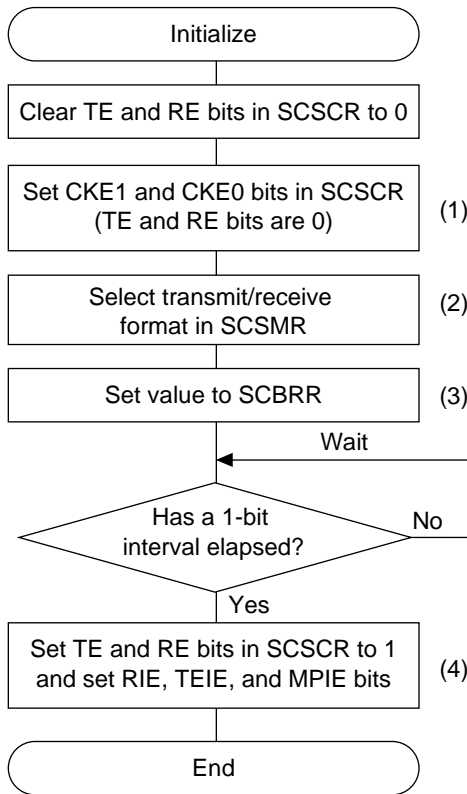 Initialize
Clear TE and RE bits in SCSCR to 0
Set CKE1 and CKE0 bits in SCSCR
(TE and RE bits are 0)
(1)
Select transmit/receive
format in SCSMR
(2)
Set value to SCBRR
(3)
Wait
Has a 1-bit
interval elapsed?
No
Yes
Set TE and RE bits in SCSCR to 1
and set RIE, TEIE, and MPIE bits
(4)
End